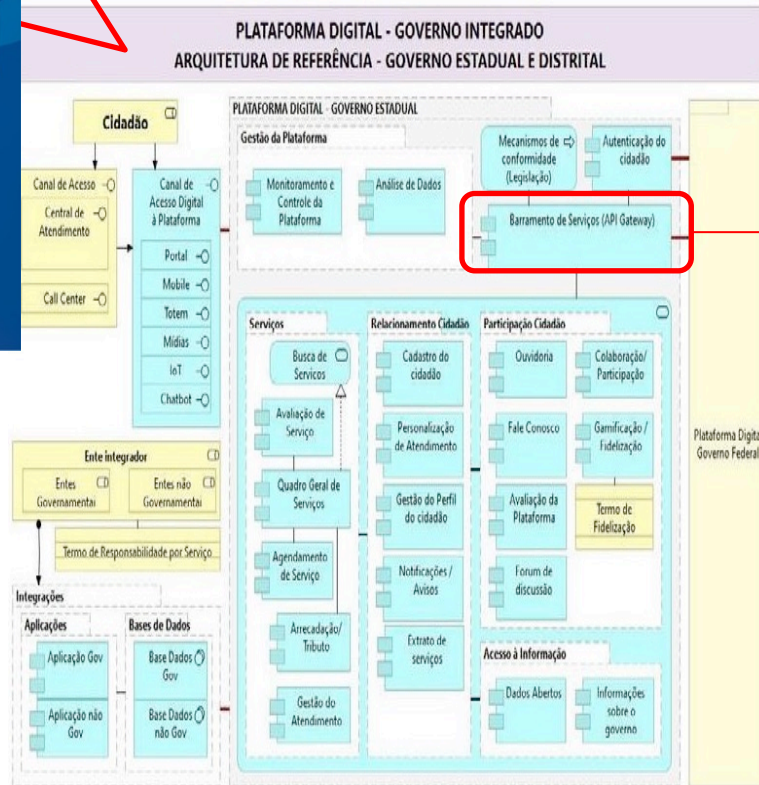 PLATAFORMA DIGITAL - GOVERNO INTEGRADO
ARQUITETURA DE REFERÊNCIA - GOVERNO ESTADUAL E DISTRITAL
Cidadão
Canal de Acesso
Central de
Atendimento
Call Center
Canal de
Acesso Digital
à Plataforma
Portal
Mobile
Totem
Mídias
IoT
Chatbot
Ente integrador
Entes
Governamentai
Entes não
Governamentai
Termo de Responsabilidade por Serviço
Integrações
Aplicações
Aplicação Gov
Aplicação não
Gov
Bases de Dados
Base Dados
Gov
Base Dados
não Gov
PLATAFORMA DIGITAL - GOVERNO ESTADUAL
Gestão da Plataforma
Monitoramento e
Controle da
Plataforma
Análise de Dados
Mecanismos de
conformidade
(Legislação)
Autenticação do
cidadão
Barramento de Serviços (API Gateway)
Serviços
Busca de
Servicos
Avaliação de
Serviço
Quadro Geral de
Serviços
Agendamento
de Serviço
Arrecadação/
Tributo
Gestão do
Atendimento
Relacionamento Cidadão
Cadastro do
cidadão
Personalização
de Atendimento
Gestão do Perfil
do cidadão
Notificações /
Avisos
Extrato de
serviços
Participação Cidadão
Ouvidoria
Colaboração/
Participação
Fale Conosco
Gamificação /
Fidelização
Avaliação da
Plataforma
Termo de
Fidelização
Forum de
discussão
Acesso à Informação
Dados Abertos
Informações
sobre o
governo
Plataforma Digita
Governo Federal